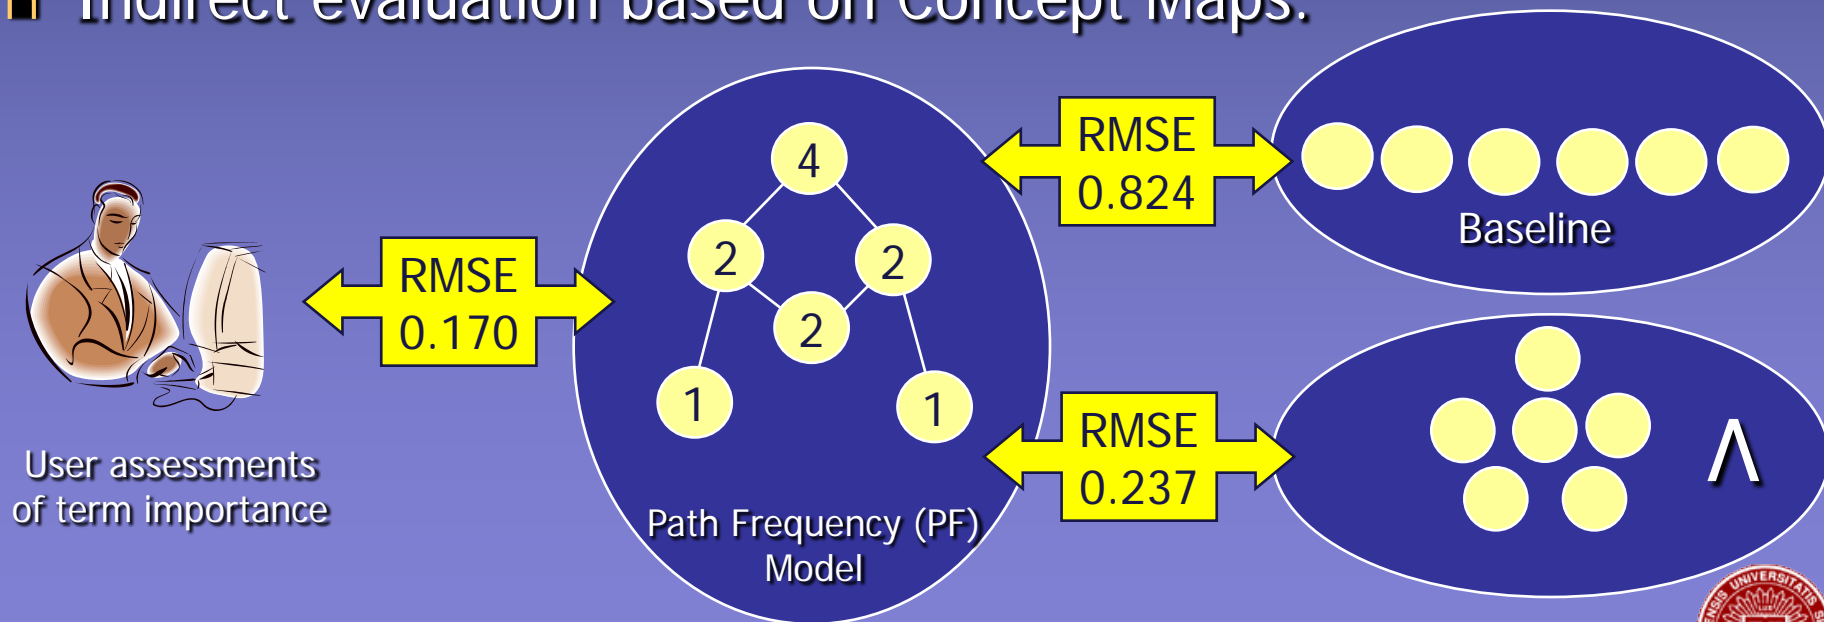 Indirect evaluation based on Concept Maps.
RMSE
0.170
User assessments
of term importance
4
2
2
2
1
1
Path Frequency (PF)
Model
RMSE
0.824
Baseline
RMSE
0.237
Λ
UNIVERSITATIS